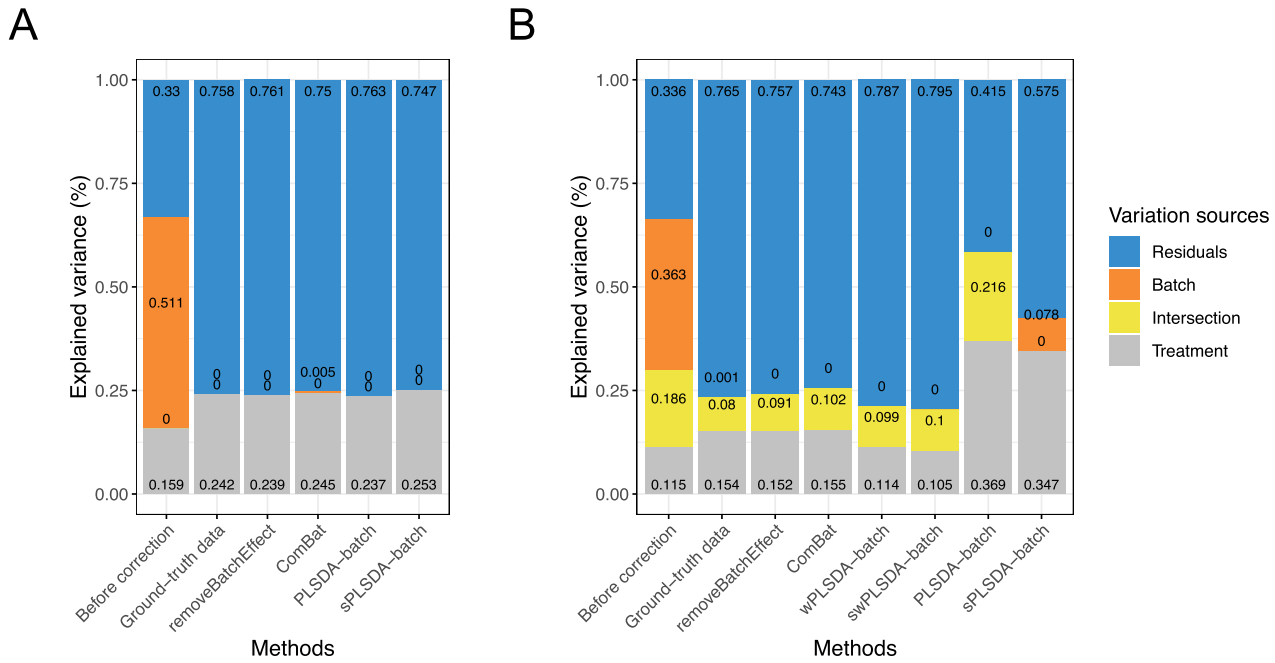 A
B
1.00
0.75
0.50
0.25
0.00
Explained variance (%)
0.33 0.758 0.761 0.75 0.763 0.747
0.511
0 0 0.005 0 0
0 0 0 0 0 0
0.159 0.242 0.239 0.245 0.237 0.253
Before correction
Ground−truth data
removeBatchEffect
ComBat
PLSDA−batch
sPLSDA−batch
Methods
1.00
0.75
0.50
0.25
0.00
Explained variance (%)
0.336 0.765 0.757 0.743 0.787 0.795 0.415 0.575
0.363 0.001 0 0 0 0 0 0.078
0.186 0.08 0.091 0.102 0.099 0.1 0.216 0
0.115 0.154 0.152 0.155 0.114 0.105 0.369 0.347
Before correction
Ground−truth data
removeBatchEffect
ComBat
wPLSDA−batch
swPLSDA−batch
PLSDA−batch
sPLSDA−batch
Methods
Variation sources
Residuals
Batch
Intersection
Treatment